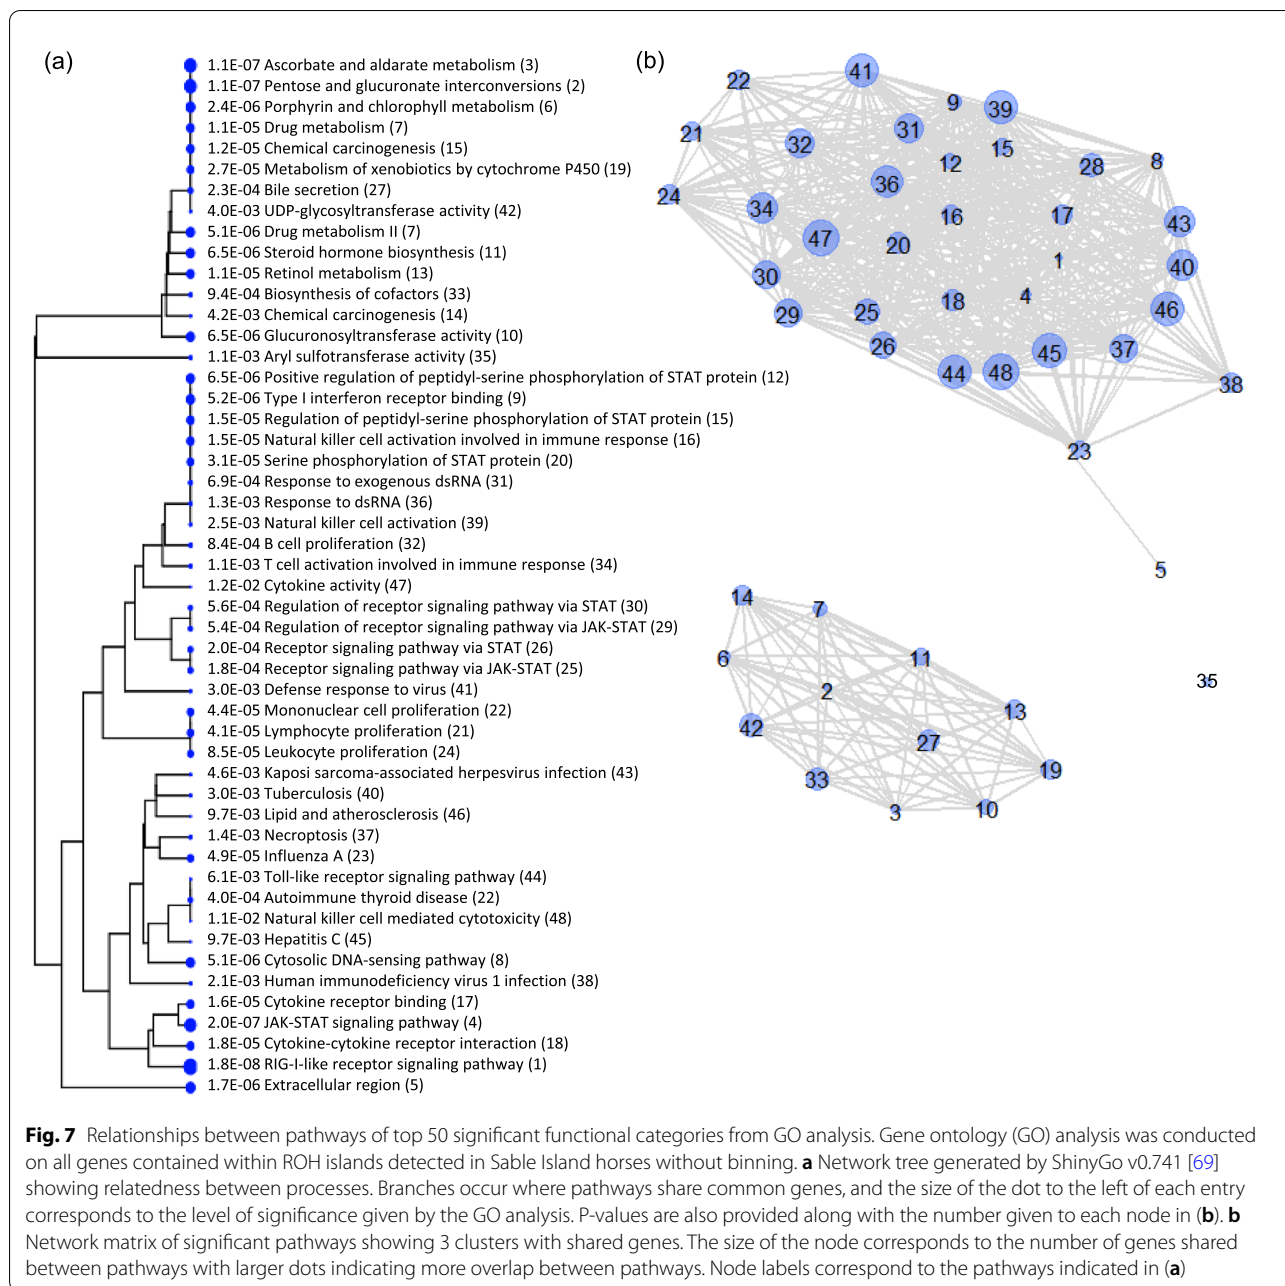 (a)
1.1E-07 Ascorbate and aldarate metabolism (3)
1.1E-07 Pentose and glucuronate interconversions (2)
2.4E-06 Porphyrin and chlorophyll metabolism (6)
1.1E-05 Drug metabolism (7)
1.2E-05 Chemical carcinogenesis (15)
2.7E-05 Metabolism of xenobiotics by cytochrome P450 (19)
2.3E-04 Bile secretion (27)
4.0E-03 UDP-glycosyltransferase activity (42)
5.1E-06 Drug metabolism II (7)
6.5E-06 Steroid hormone biosynthesis (11)
1.1E-05 Retinol metabolism (13)
9.4E-04 Biosynthesis of cofactors (33)
4.2E-03 Chemical carcinogenesis (14)
6.5E-06 Glucuronosyltransferase activity (10)
1.1E-03 Aryl sulfotransferase activity (35)
6.5E-06 Positive regulation of peptidyl-serine phosphorylation of STAT protein (12)
5.2E-06 Type I interferon receptor binding (9)
1.5E-05 Regulation of peptidyl-serine phosphorylation of STAT protein (15)
1.5E-05 Natural killer cell activation involved in immune response (16)
3.1E-05 Serine phosphorylation of STAT protein (20)
6.9E-04 Response to exogenous dsRNA (31)
1.3E-03 Response to dsRNA (36)
2.5E-03 Natural killer cell activation (39)
8.4E-04 B cell proliferation (32)
1.1E-03 T cell activation involved in immune response (34)
1.2E-02 Cytokine activity (47)
5.6E-04 Regulation of receptor signaling pathway via STAT (30)
5.4E-04 Regulation of receptor signaling pathway via JAK-STAT (29)
2.0E-04 Receptor signaling pathway via STAT (26)
1.8E-04 Receptor signaling pathway via JAK-STAT (25)
3.0E-03 Defense response to virus (41)
4.4E-05 Mononuclear cell proliferation (22)
4.1E-05 Lymphocyte proliferation (21)
8.5E-05 Leukocyte proliferation (24)
4.6E-03 Kaposi sarcoma-associated herpesvirus infection (43)
3.0E-03 Tuberculosis (40)
9.7E-03 Lipid and atherosclerosis (46)
1.4E-03 Necroptosis (37)
4.9E-05 Influenza A (23)
6.1E-03 Toll-like receptor signaling pathway (44)
4.0E-04 Autoimmune thyroid disease (22)
1.1E-02 Natural killer cell mediated cytotoxicity (48)
9.7E-03 Hepatitis C (45)
5.1E-06 Cytosolic DNA-sensing pathway (8)
2.1E-03 Human immunodeficiency virus 1 infection (38)
1.6E-05 Cytokine receptor binding (17)
2.0E-07 JAK-STAT signaling pathway (4)
1.8E-05 Cytokine-cytokine receptor interaction (18)
1.8E-08 RIG-I-like receptor signaling pathway (1)
1.7E-06 Extracellular region (5)
(b)
41
22
9
39
31
21
32
15
12
28
8
36
24
34
16
17
43
47
20
1
40
30
4
18
46
29
25
26
45
37
44
48
38
23
5
14
7
6
11
35
2
13
42
27
19
33
3
10
Fig. 7 Relationships between pathways of top 50 significant functional categories from GO analysis. Gene ontology (GO) analysis was conducted
on all genes contained within ROH islands detected in Sable Island horses without binning. a Network tree generated by ShinyGo v0.741 [69]
showing relatedness between processes. Branches occur where pathways share common genes, and the size of the dot to the left of each entry
corresponds to the level of significance given by the GO analysis. P-values are also provided along with the number given to each node in (b). b
Network matrix of significant pathways showing 3 clusters with shared genes. The size of the node corresponds to the number of genes shared
between pathways with larger dots indicating more overlap between pathways. Node labels correspond to the pathways indicated in (a)